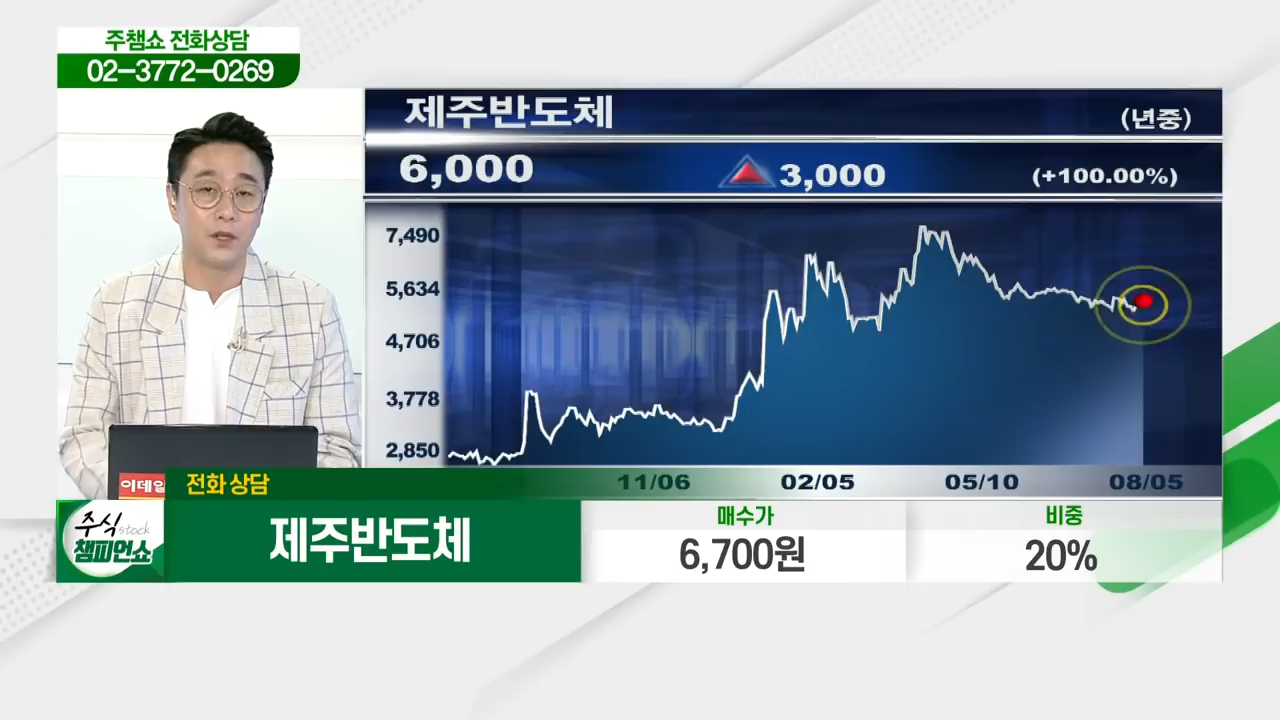 주챔쇼 전화상담
02-3772-0269
제주반도체
(년중)
6,000
3,000
(+100.00%)
7,490
5,634
4,706
3,778
2,850
11/06
02/05
05/10
08/05
이데일
전화 상담
주식
stock
챔피언쇼
제주반도체
매수가
6,700원
비중
20%